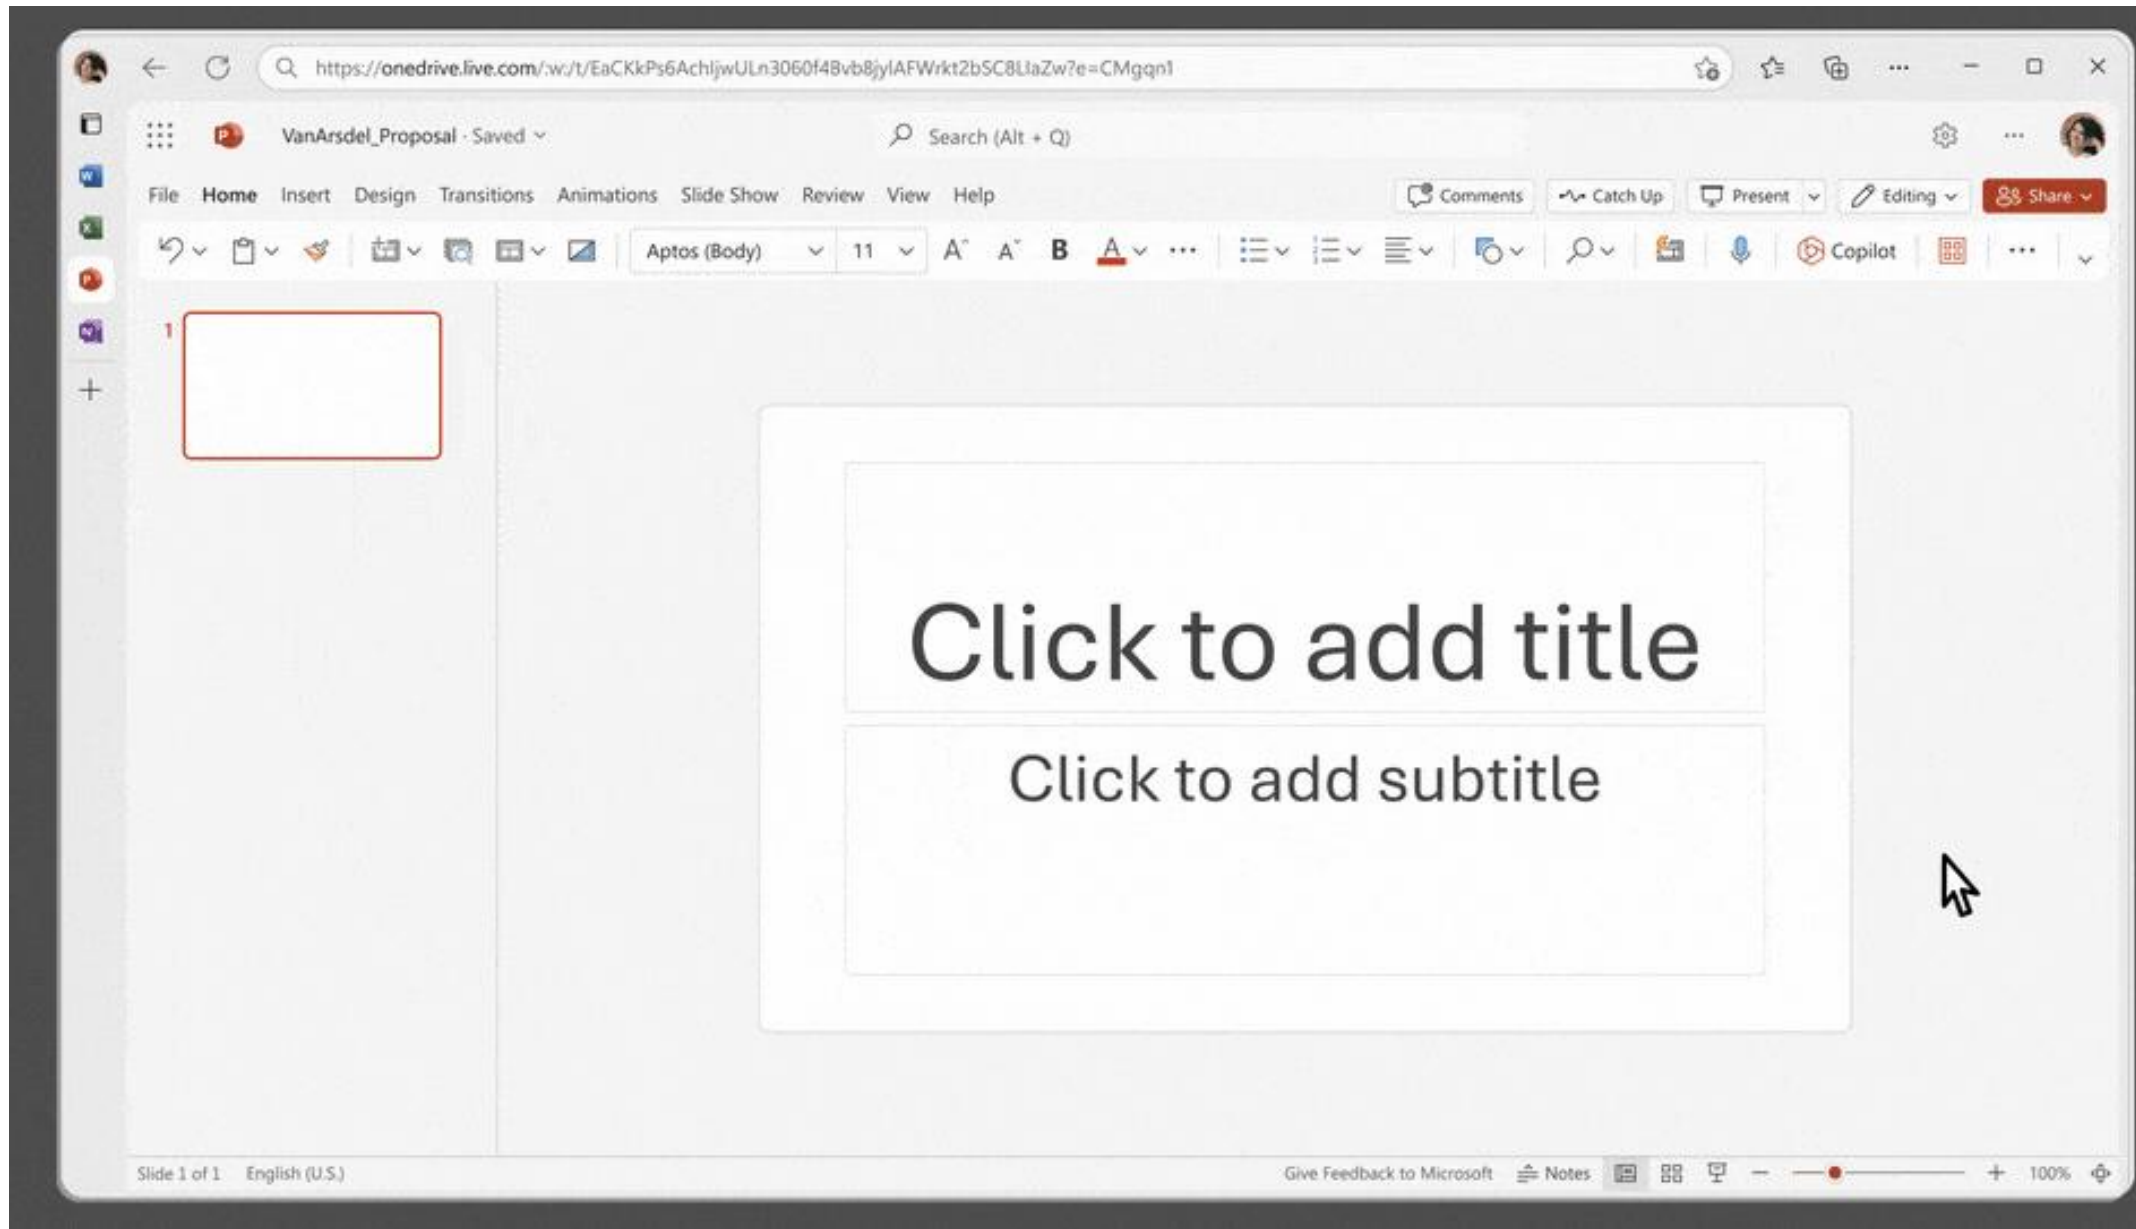 https://onedrive.live.com/:w:/t/EaCKkPs6AchIjwULn3060f4Bvb8jylAFWrkt2bSC8LIaZw?e=CMgqn1
VanArsdel_Proposal · Saved
Search (Alt + Q)
File Home Insert Design Transitions Animations Slide Show Review View Help
Comments Catch Up Present Editing Share
Aptos (Body) 11 B Copilot
1
Click to add title
Click to add subtitle
Slide 1 of 1 English (U.S.) Give Feedback to Microsoft Notes 100%